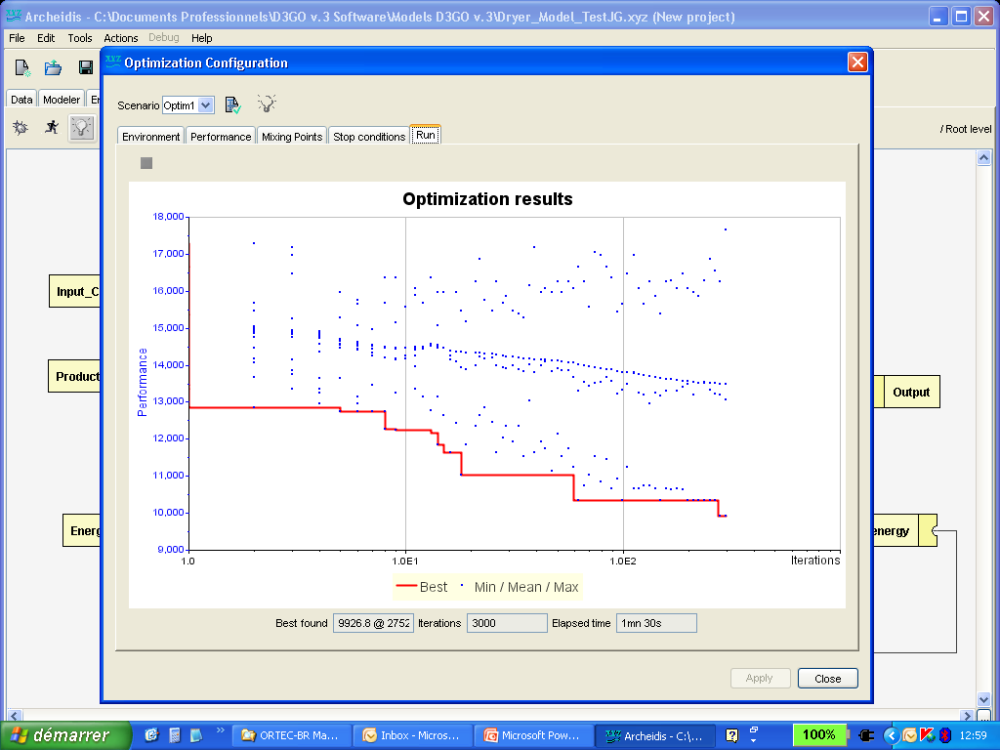 Archeidis - C:\Documents Professionnels\D3GO v.3 Software\Models D3GO v.3\Dryer_Model_TestJG.xyz (New project)
File Edit Tools Actions Debug Help
XYZ Optimization Configuration
Data Modeler
Scenario Optim1
Environment Performance Mixing Points Stop conditions Run
/ Root level
Optimization results
18,000
17,000
16,000
15,000
14,000
13,000
12,000
11,000
10,000
9,000
Performance
1.0 1.0E1 1.0E2 Iterations
Best Min / Mean / Max
Input_C
Product
Energ
Output
energy
Best found 9926.8 @ 2752 Iterations 3000 Elapsed time 1mn 30s
Apply Close
démarrer ORTEC-BR Ma... Inbox - Micros... Microsoft Pow... Archeidis - C:\... 100% 12:59